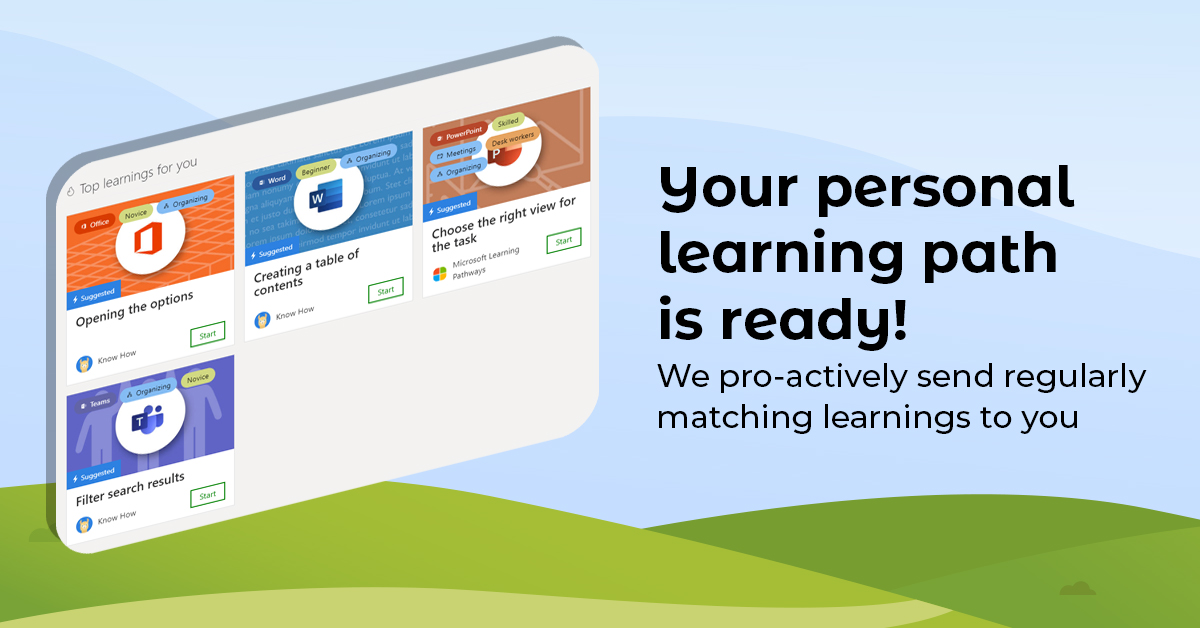 Top learnings for you
Office
Novice
Organizing
Suggested
Opening the options
Know How
Start
Word
Beginner
Organizing
Suggested
Creating a table of
contents
Know How
Start
PowerPoint
Skilled
Meetings
Desk workers
Organizing
Suggested
Choose the right view for
the task
Microsoft Learning
Pathways
Start
Teams
Organizing
Novice
Suggested
Filter search results
Know How
Start
Your personal
learning path
is ready!
We pro-actively send regularly
matching learnings to you